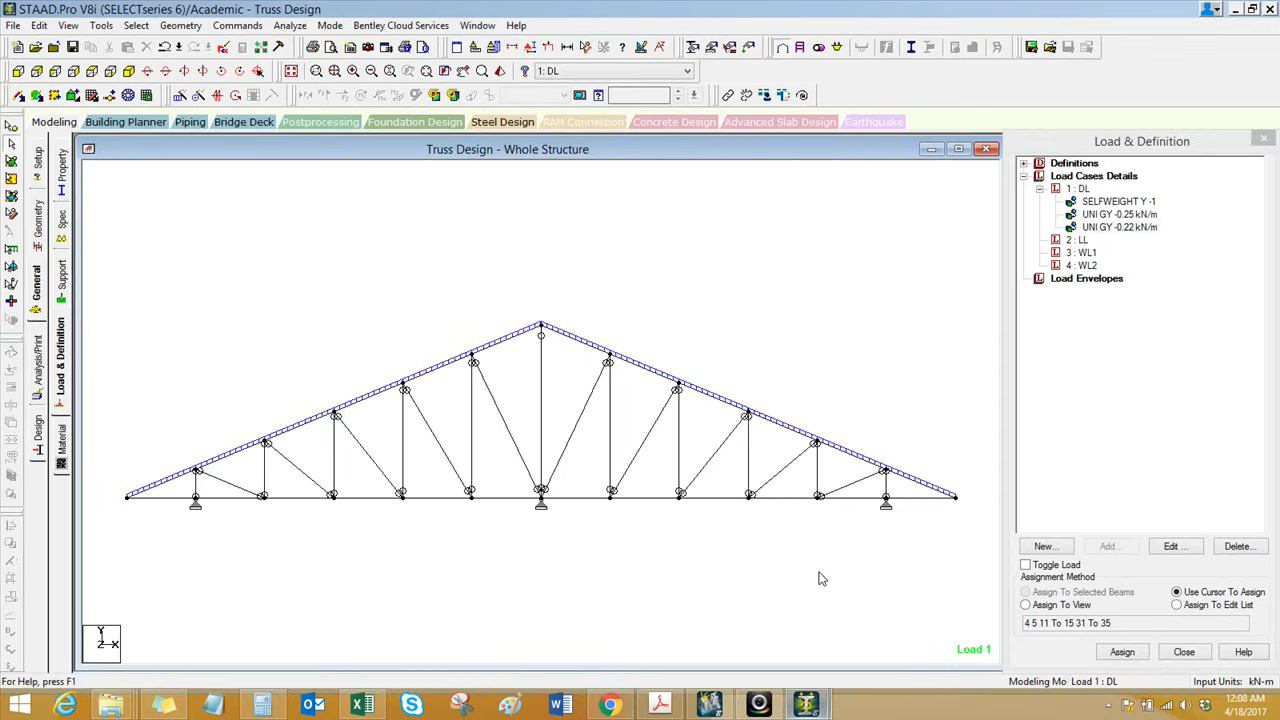 STAAD.Pro V8i (SELECTseries 6)/Academic - Truss Design
File Edit View Tools Select Geometry Commands Analyze Mode Bentley Cloud Services Window Help
1: DL
Modeling Building Planner Piping Bridge Deck Postprocessing Foundation Design Steel Design RAM Connection Concrete Design Advanced Slab Design Earthquake
Setup
Geometry
General
Analysis/Print
Design
Property
Spec
Support
Load & Definition
Material
Truss Design - Whole Structure
Y
Z X
Load 1
Load & Definition
Definitions
Load Cases Details
1 : DL
SELFWEIGHT Y -1
UNI GY -0.25 kN/m
UNI GY -0.22 kN/m
2 : LL
3 : WL1
4 : WL2
Load Envelopes
New... Add... Edit ... Delete...
Toggle Load
Assignment Method
Assign To Selected Beams Use Cursor To Assign
Assign To View Assign To Edit List
4 5 11 To 15 31 To 35
Assign Close Help
For Help, press F1
Modeling Mo Load 1 : DL Input Units: kN-m
12:08 AM
4/18/2017